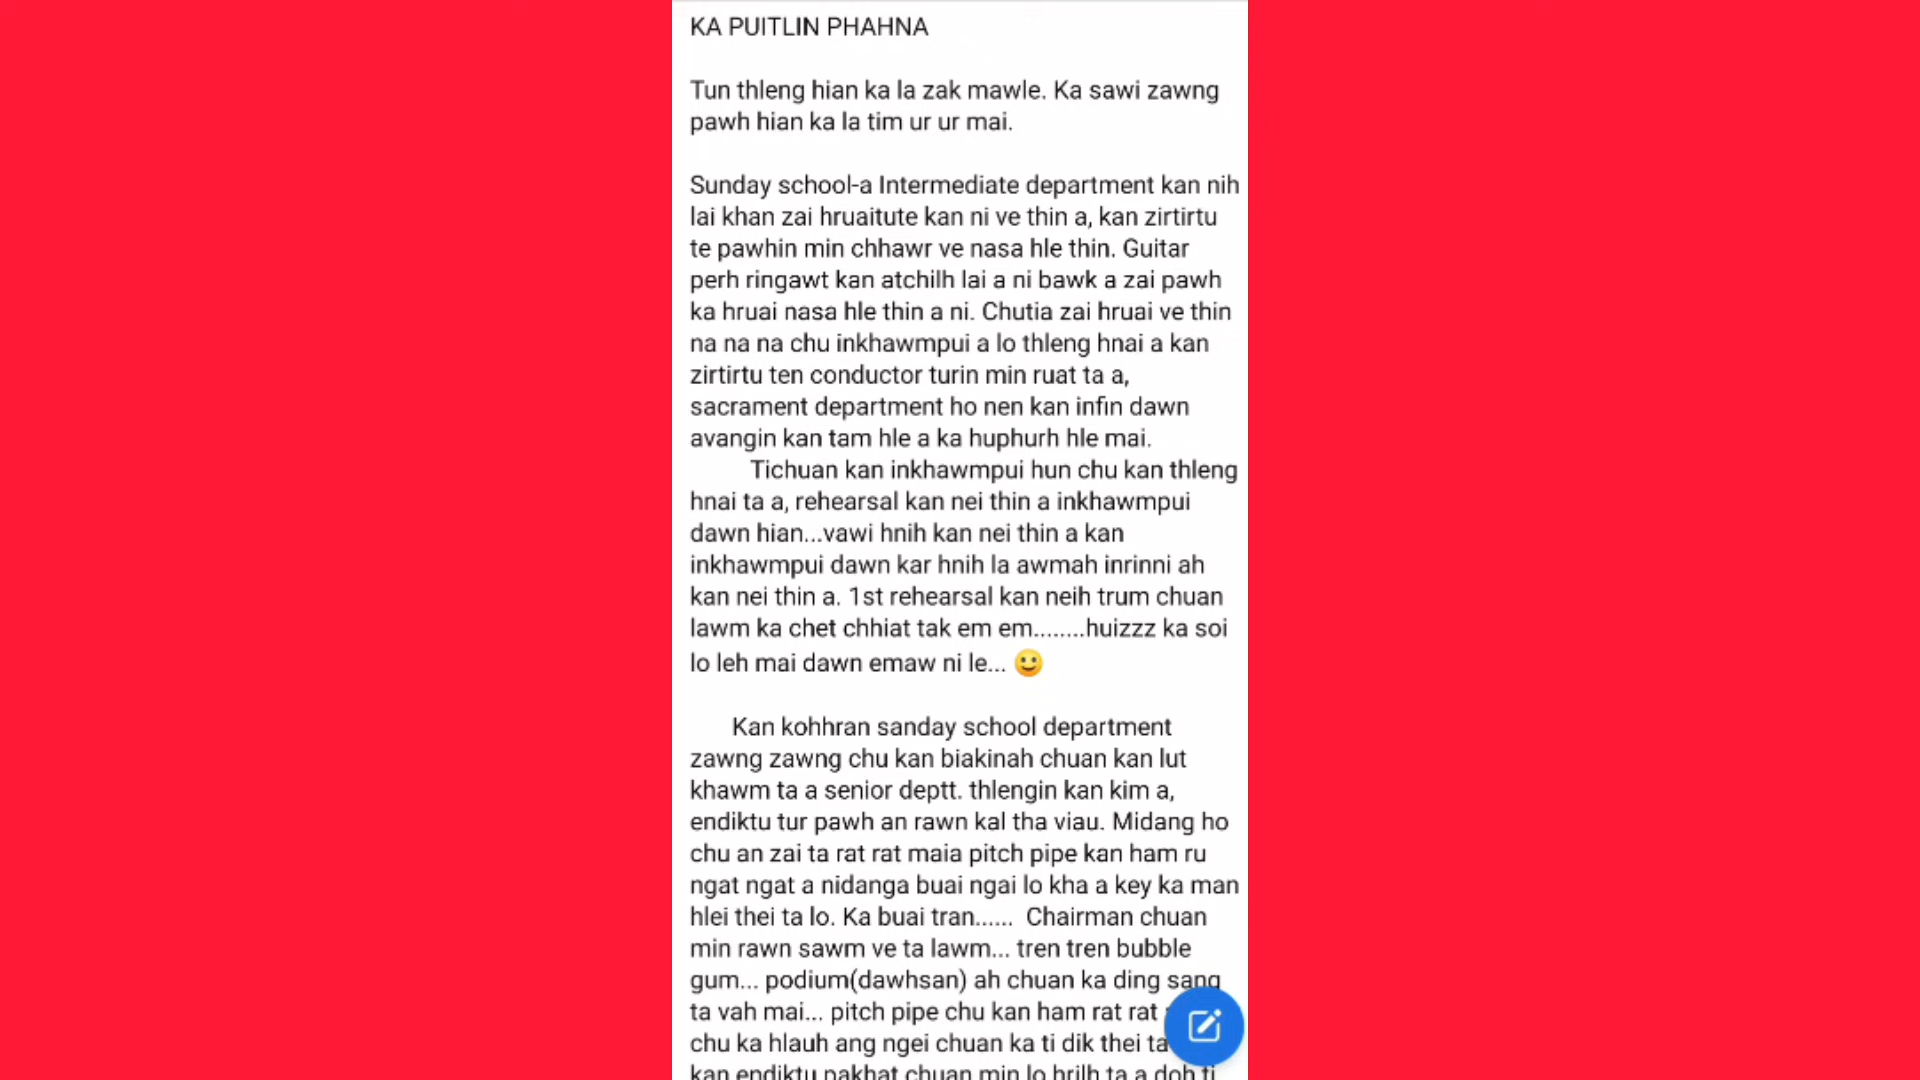 KA PUITLIN PHAHNA
Tun thleng hian ka la zak mawle. Ka sawi zawng
pawh hian ka la tim ur ur mai.
Sunday school-a Intermediate department kan nih
lai khan zai hruaitute kan ni ve thin a, kan zirtirtu
te pawhin min chhawr ve nasa hle thin. Guitar
perh ringawt kan atchilh lai a ni bawk a zai pawh
ka hruai nasa hle thin a ni. Chutia zai hruai ve thin
na na na chu inkhawmpui a lo thleng hnai a kan
zirtirtu ten conductor turin min ruat ta a,
sacrament department ho nen kan infin dawn
avangin kan tam hle a ka huphurh hle mai.
Tichuan kan inkhawmpui hun chu kan thleng
hnai ta a, rehearsal kan nei thin a inkhawmpui
dawn hian...vawi hnih kan nei thin a kan
inkhawmpui dawn kar hnih la awmah inrinni ah
kan nei thin a. 1st rehearsal kan neih trum chuan
lawm ka chet chhiat tak em em........huizzz ka soi
lo leh mai dawn emaw ni le... 🙂
Kan kohhran sanday school department
zawng zawng chu kan biakinah chuan kan lut
khawm ta a senior deptt. thlengin kan kim a,
endiktu tur pawh an rawn kal tha viau. Midang ho
chu an zai ta rat rat maia pitch pipe kan ham ru
ngat ngat a nidanga buai ngai lo kha a key ka man
hlei thei ta lo. Ka buai tran...... Chairman chuan
min rawn sawm ve ta lawm... tren tren bubble
gum... podium(dawhsan) ah chuan ka ding sang
ta vah mai... pitch pipe chu kan ham rat rat
chu ka hlauh ang ngei chuan ka ti dik thei ta
kan endiktu pakhat chuan min lo hrilh ta a doh ti